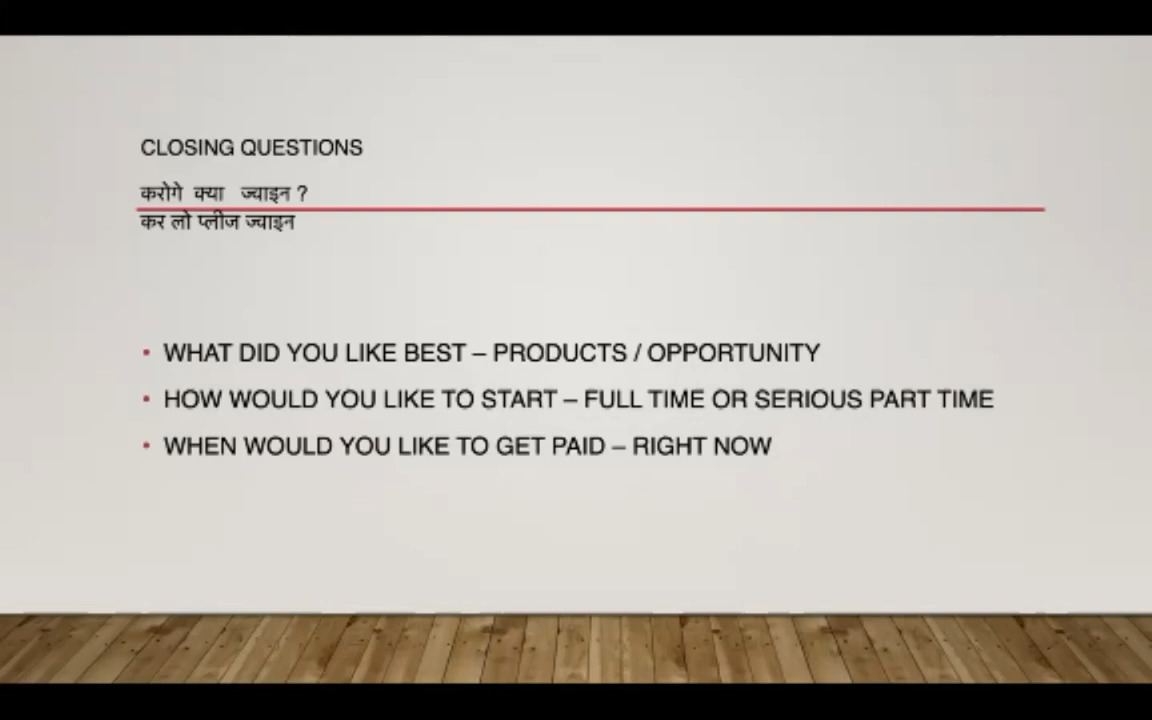 CLOSING QUESTIONS
करोगे क्या ज्वाइन ?
कर लो प्लीज ज्वाइन
• WHAT DID YOU LIKE BEST – PRODUCTS / OPPORTUNITY
• HOW WOULD YOU LIKE TO START – FULL TIME OR SERIOUS PART TIME
• WHEN WOULD YOU LIKE TO GET PAID – RIGHT NOW